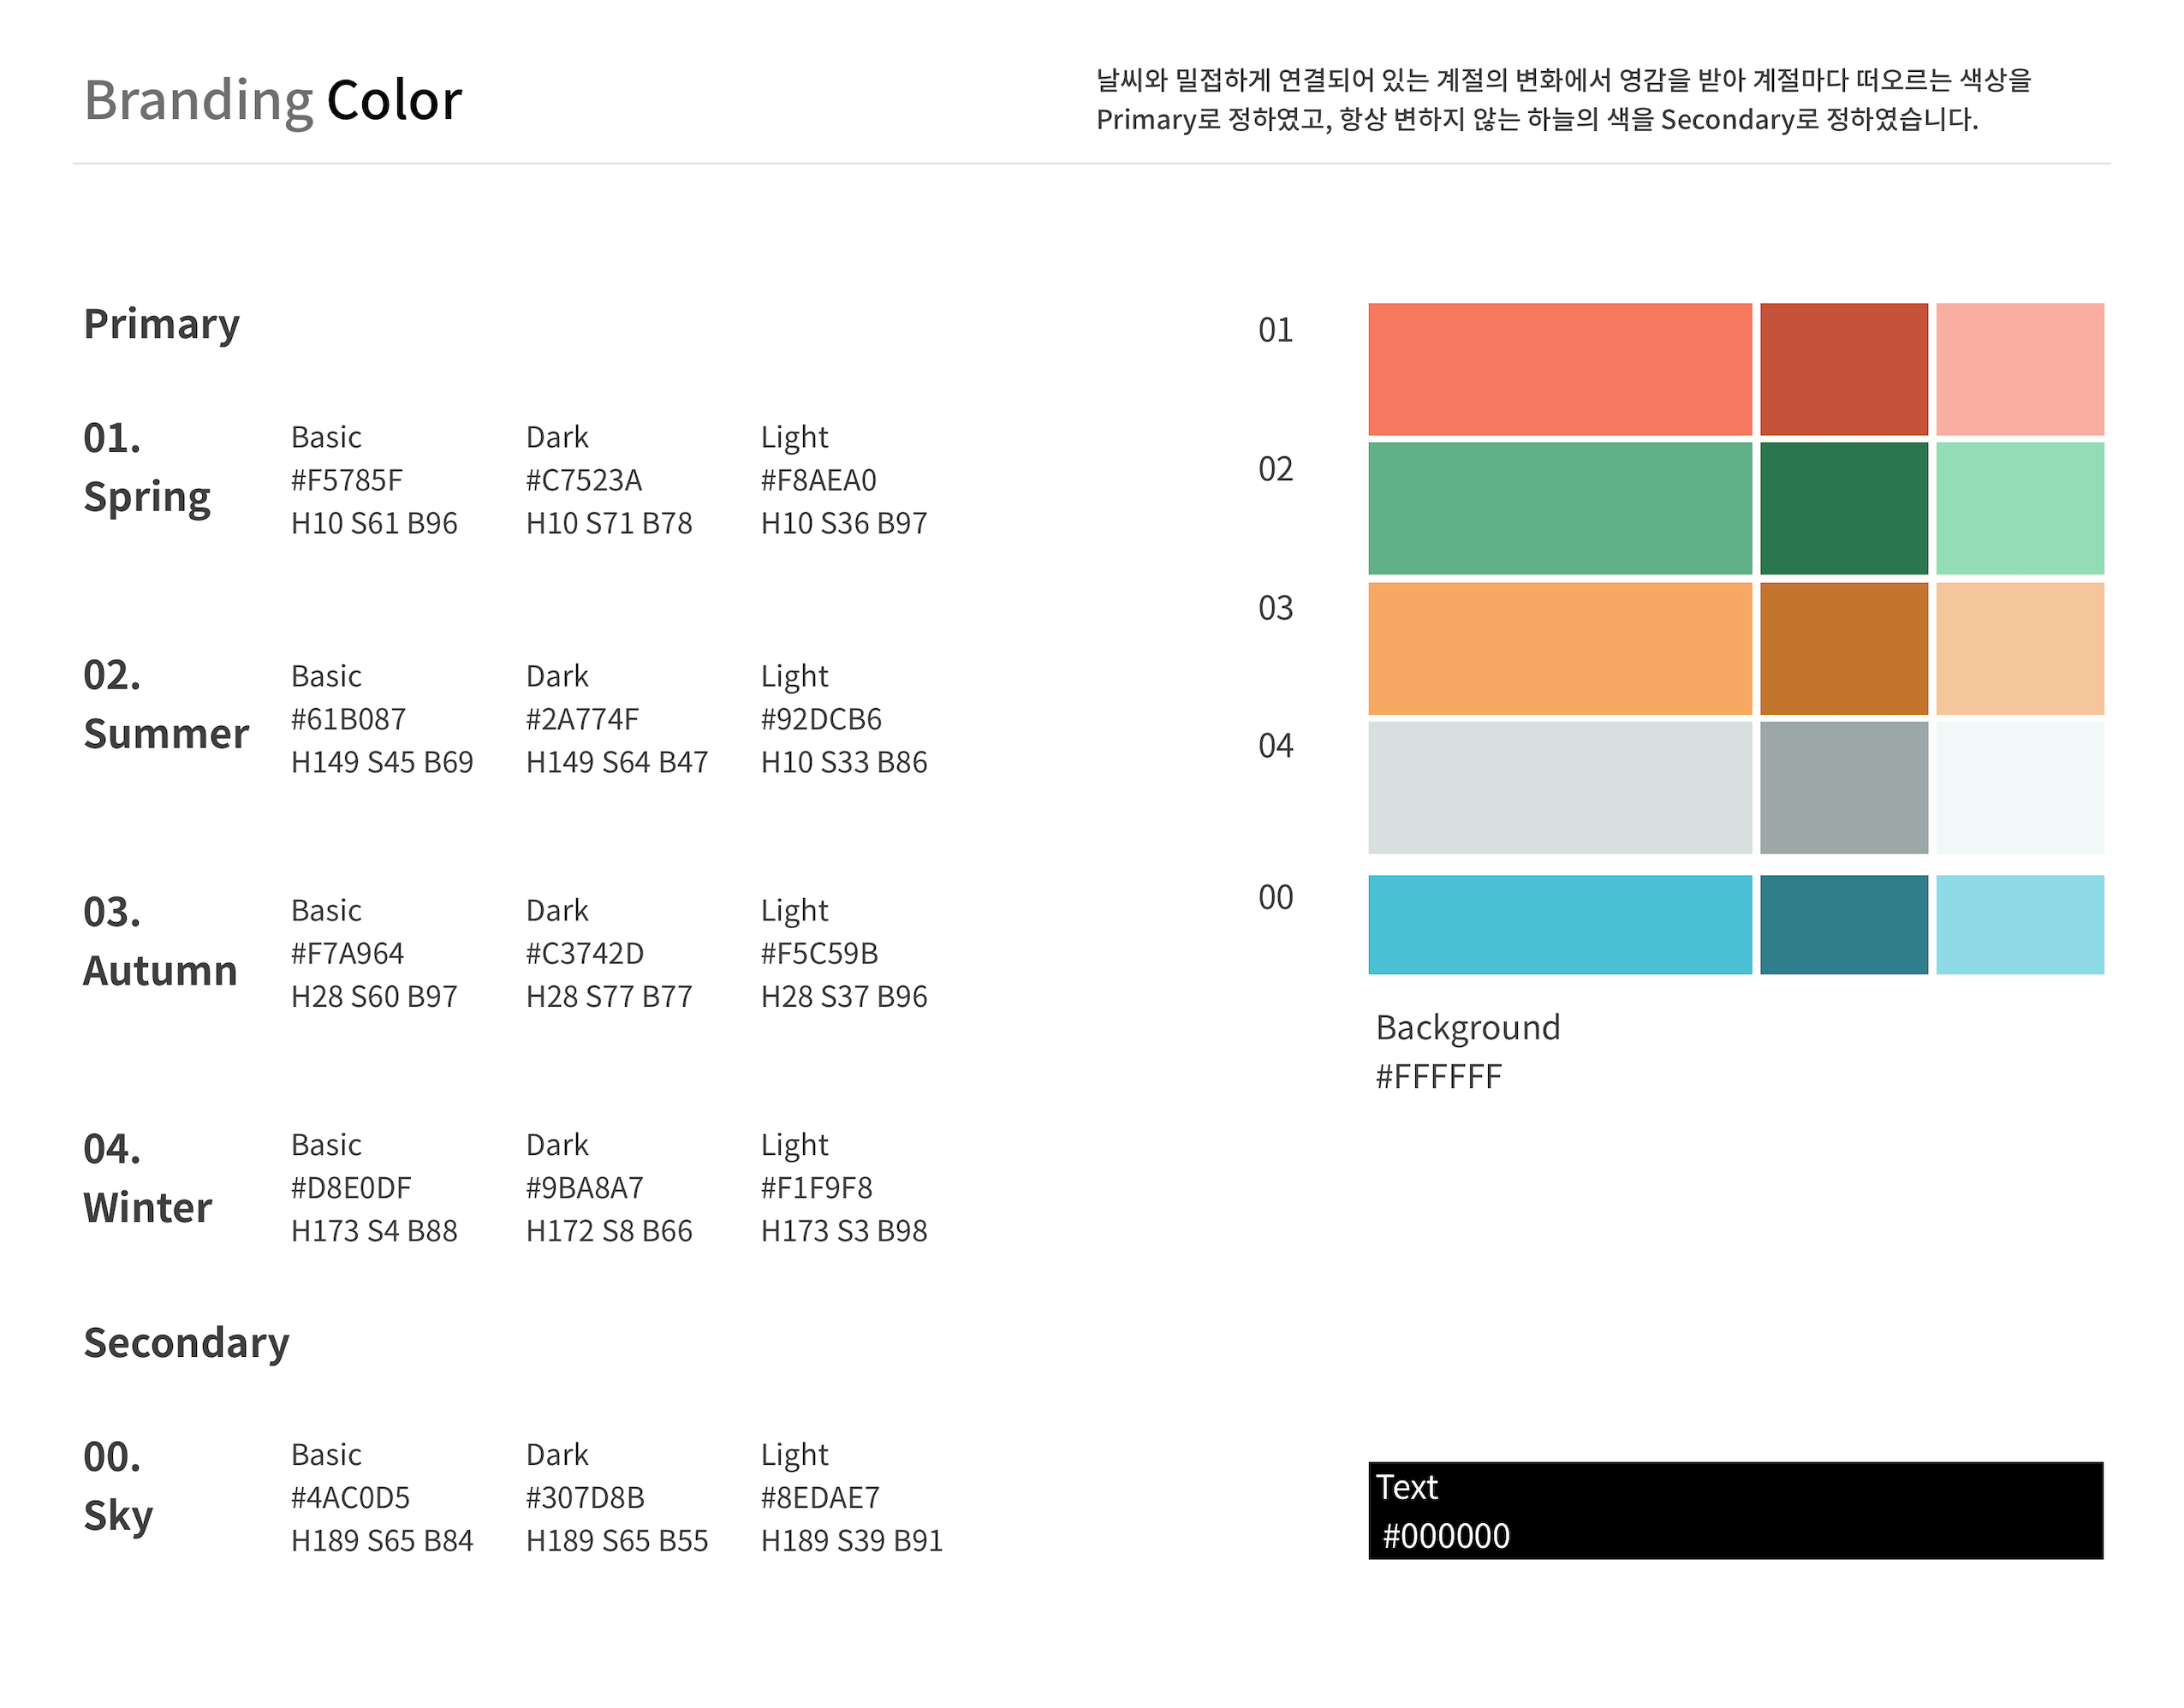 Branding Color
날씨와 밀접하게 연결되어 있는 계절의 변화에서 영감을 받아 계절마다 떠오르는 색상을
Primary로 정하였고, 항상 변하지 않는 하늘의 색을 Secondary로 정하였습니다.
Primary
01.
Spring
Basic
#F5785F
H10 S61 B96
Dark
#C7523A
H10 S71 B78
Light
#F8AEA0
H10 S36 B97
02.
Summer
Basic
#61B087
H149 S45 B69
Dark
#2A774F
H149 S64 B47
Light
#92DCB6
H10 S33 B86
03.
Autumn
Basic
#F7A964
H28 S60 B97
Dark
#C3742D
H28 S77 B77
Light
#F5C59B
H28 S37 B96
04.
Winter
Basic
#D8E0DF
H173 S4 B88
Dark
#9BA8A7
H172 S8 B66
Light
#F1F9F8
H173 S3 B98
Secondary
00.
Sky
Basic
#4AC0D5
H189 S65 B84
Dark
#307D8B
H189 S65 B55
Light
#8EDAE7
H189 S39 B91
01
02
03
04
00
Background
#FFFFFF
Text
#000000